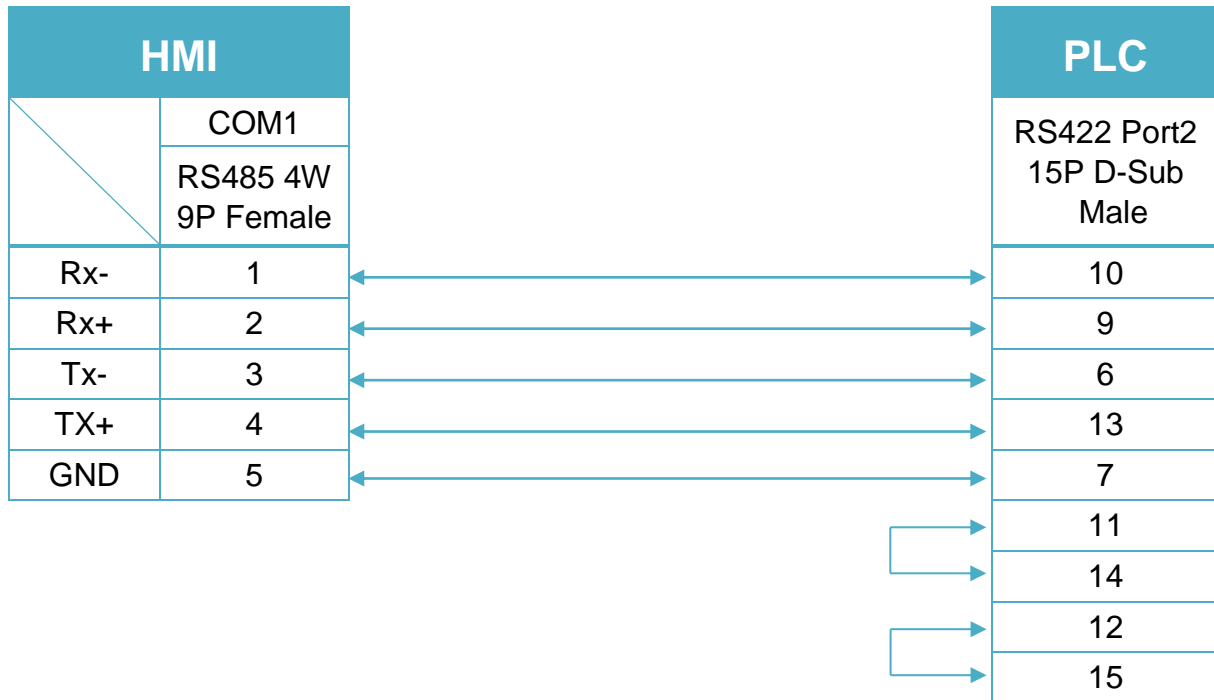 HMI
PLC
COM1
RS485 4W
9P Female
RS422 Port2
15P D-Sub
Male
Rx- 1 10
Rx+ 2 9
Tx- 3 6
TX+ 4 13
GND 5 7
11
14
12
15